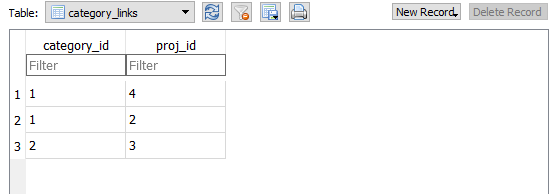 Table: category_links New Record Delete Record
category_id proj_id
Filter Filter
1 1 4
2 1 2
3 2 3